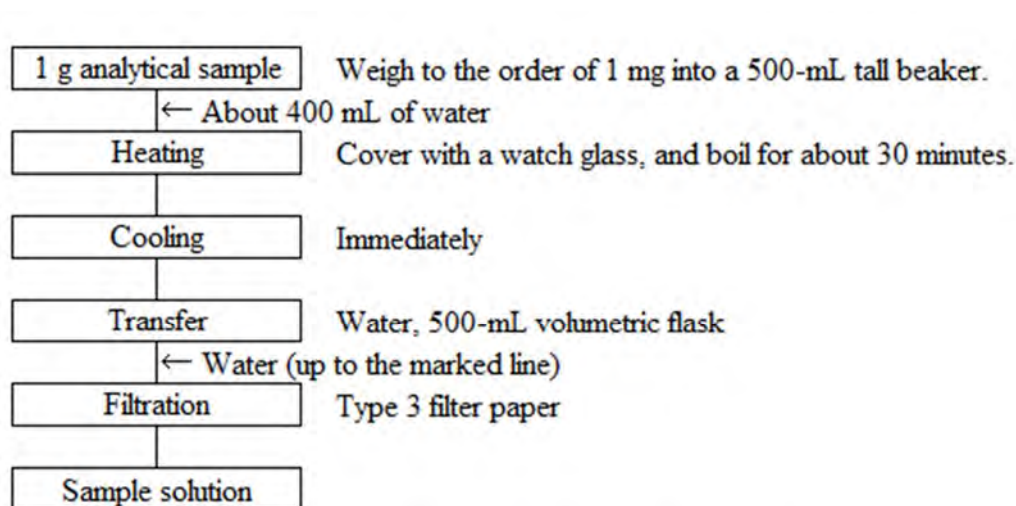 1 g analytical sample Weigh to the order of 1 mg into a 500-mL tall beaker.
← About 400 mL of water
Heating Cover with a watch glass, and boil for about 30 minutes.
Cooling Immediately
Transfer Water, 500-mL volumetric flask
← Water (up to the marked line)
Filtration Type 3 filter paper
Sample solution